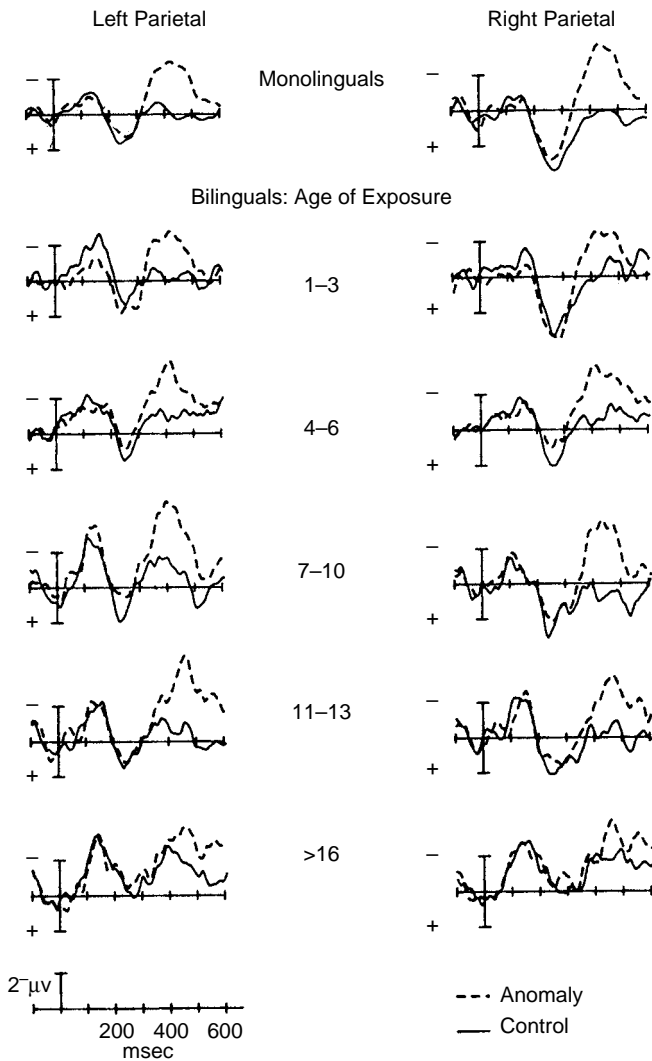 Left Parietal Right Parietal
Monolinguals
− −
+ +
Bilinguals: Age of Exposure
− −
1–3
+ +
− −
4–6
+ +
− −
7–10
+ +
− −
11–13
+ +
− >16 −
+ +
2 − μv
200 400 600
msec
Anomaly
Control